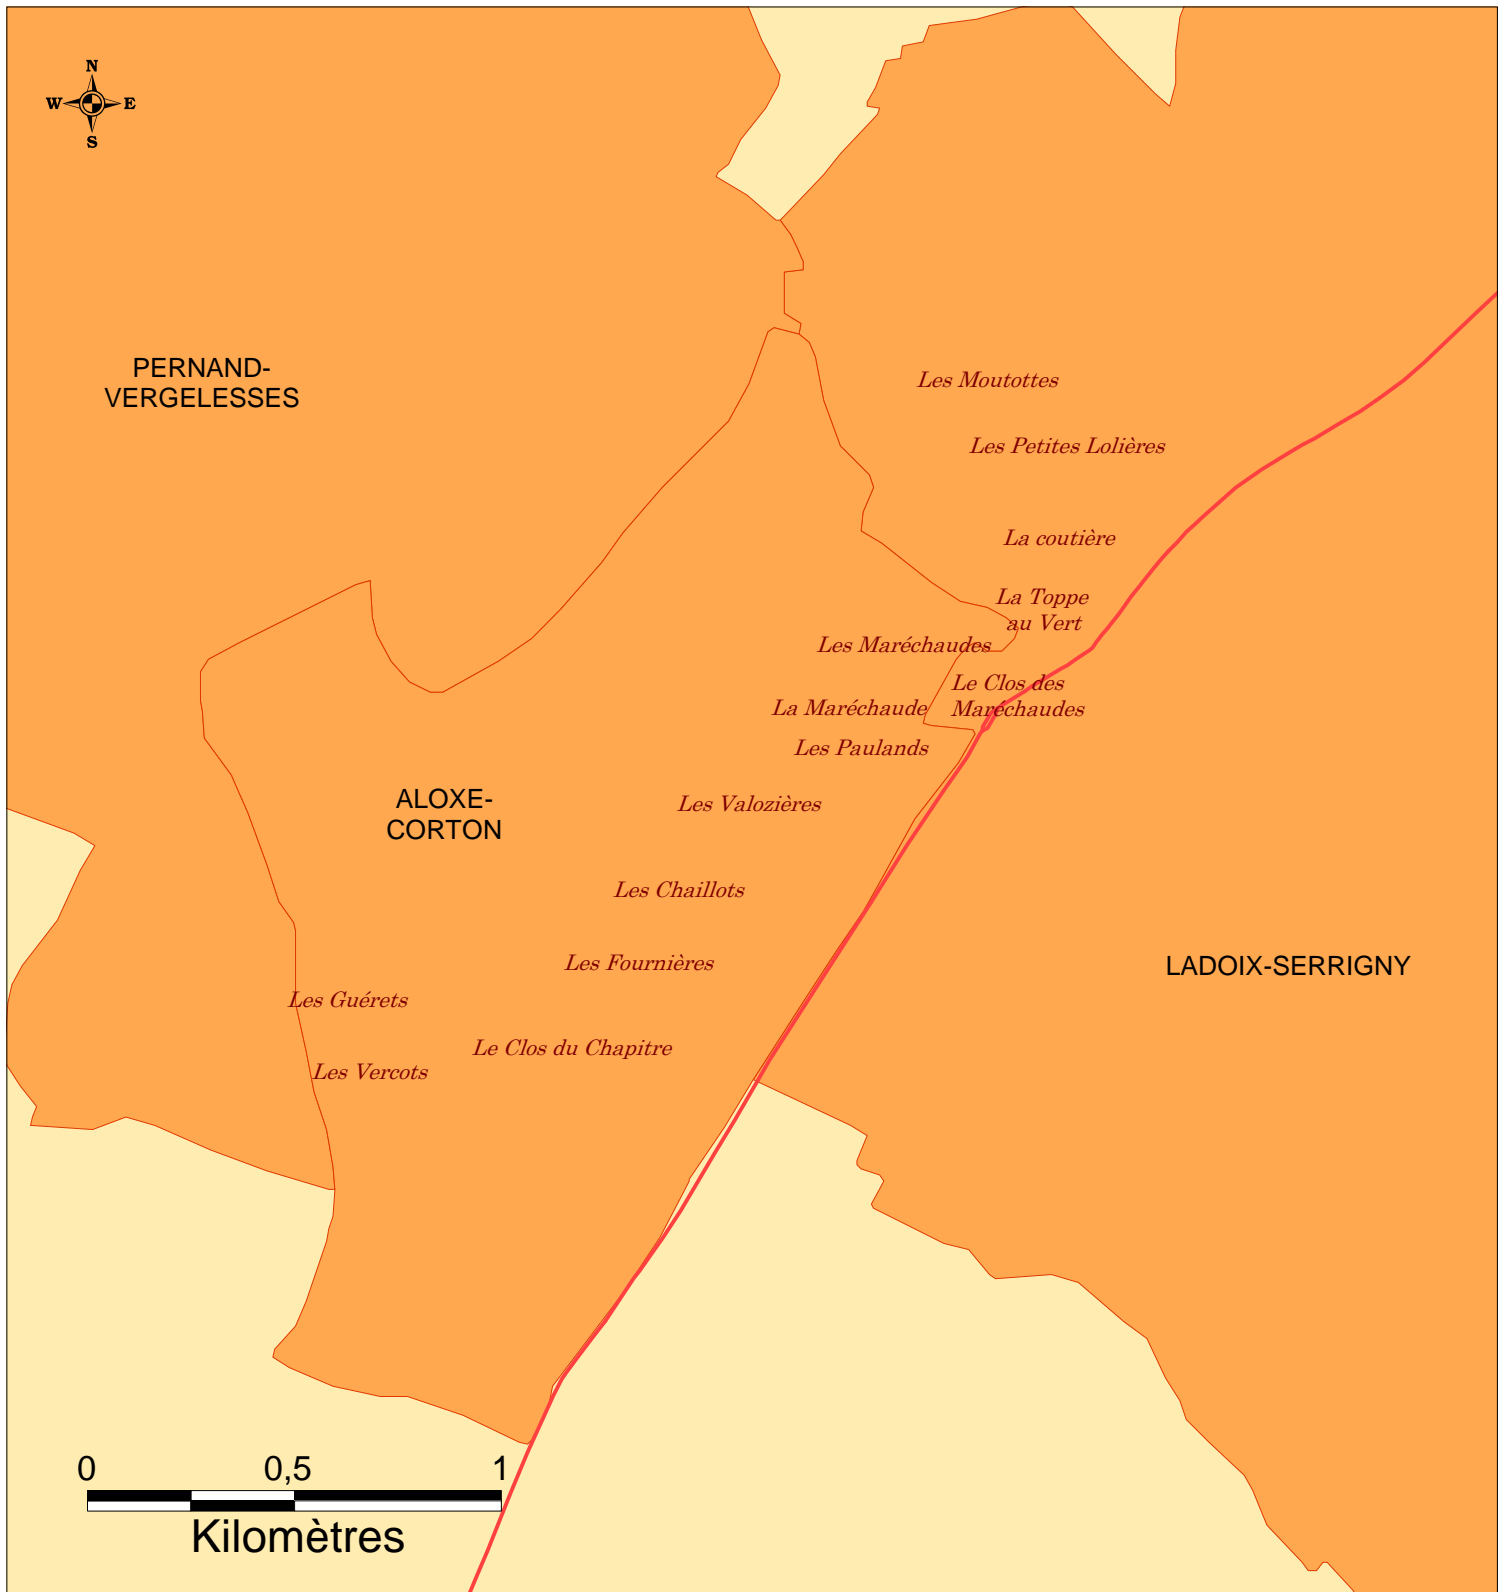 N
W E
S
PERNAND-
VERGELESSES
Les Moutottes
Les Petites Lolières
La coutière
La Toppe
au Vert
Les Maréchaudes
Le Clos des
Maréchaudes
La Maréchaude
Les Paulands
ALOXE-
CORTON
Les Valozières
Les Chaillots
Les Fournières
LADOIX-SERRIGNY
Les Guérets
Le Clos du Chapitre
Les Vercots
0 0,5 1
Kilomètres